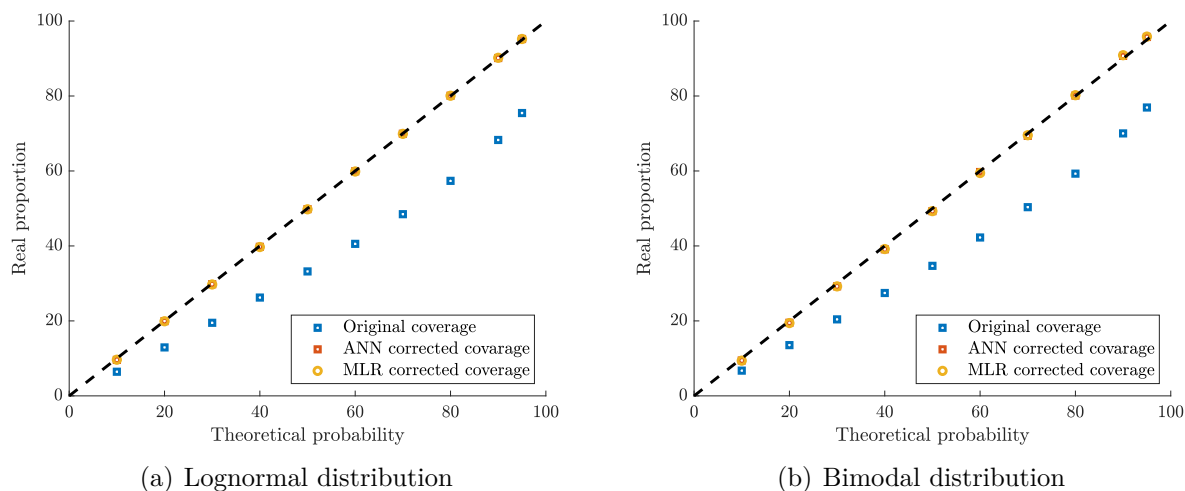 100
80
60
40
20
0
Real proportion
0 20 40 60 80 100
Theoretical probability
Original coverage
ANN corrected covarage
MLR corrected coverage
(a) Lognormal distribution
100
80
60
40
20
0
Real proportion
0 20 40 60 80 100
Theoretical probability
Original coverage
ANN corrected covarage
MLR corrected coverage
(b) Bimodal distribution